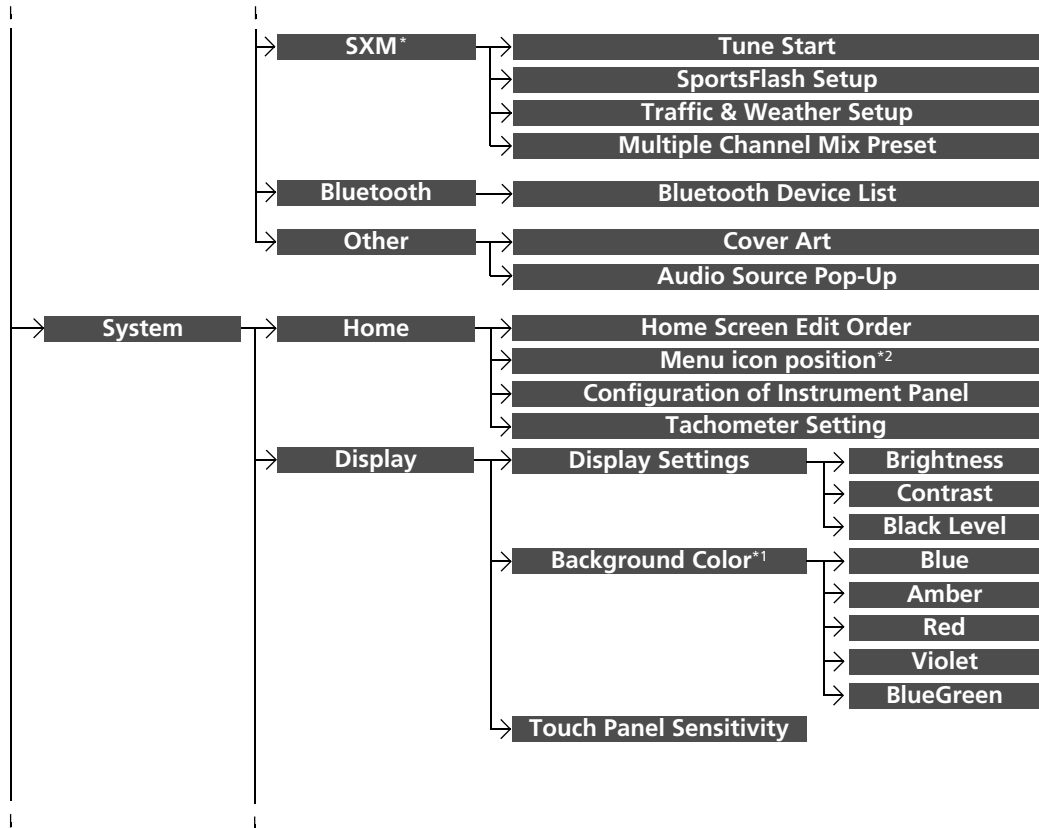 SXM*
Tune Start
SportsFlash Setup
Traffic & Weather Setup
Multiple Channel Mix Preset
Bluetooth
Bluetooth Device List
Other
Cover Art
Audio Source Pop-Up
System
Home
Home Screen Edit Order
Menu icon position*2
Configuration of Instrument Panel
Tachometer Setting
Display
Display Settings
Brightness
Contrast
Black Level
Background Color*1
Blue
Amber
Red
Violet
BlueGreen
Touch Panel Sensitivity